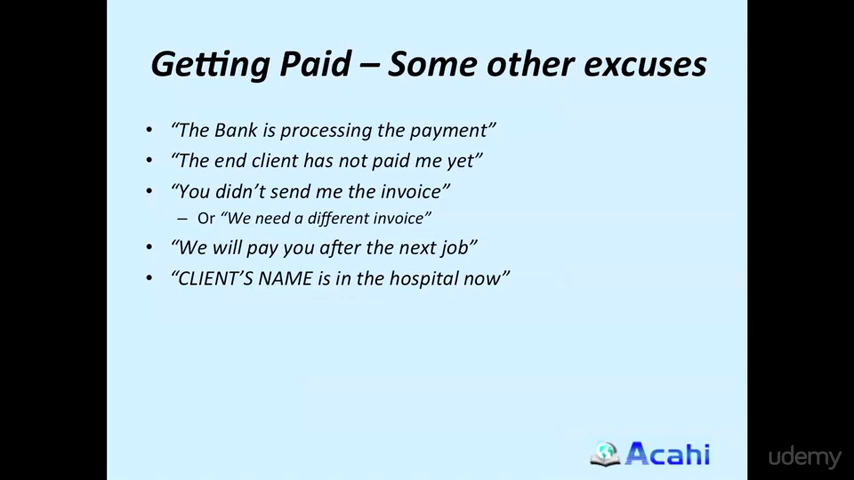 Getting Paid – Some other excuses
• “The Bank is processing the payment”
• “The end client has not paid me yet”
• “You didn’t send me the invoice”
– Or “We need a different invoice”
• “We will pay you after the next job”
• “CLIENT’S NAME is in the hospital now”
Acahi
udemy